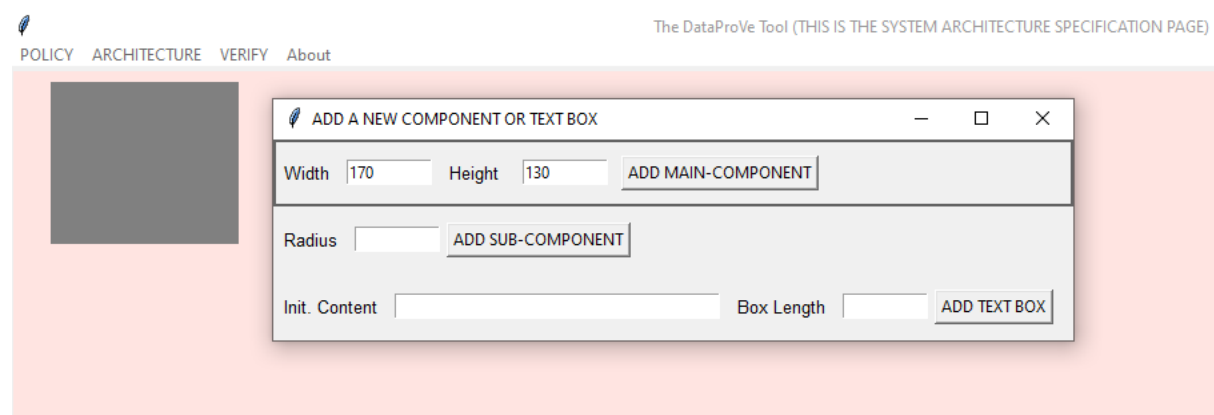 The DataProVe Tool (THIS IS THE SYSTEM ARCHITECTURE SPECIFICATION PAGE)
POLICY ARCHITECTURE VERIFY About
ADD A NEW COMPONENT OR TEXT BOX
Width 170 Height 130 ADD MAIN-COMPONENT
Radius ADD SUB-COMPONENT
Init. Content Box Length ADD TEXT BOX